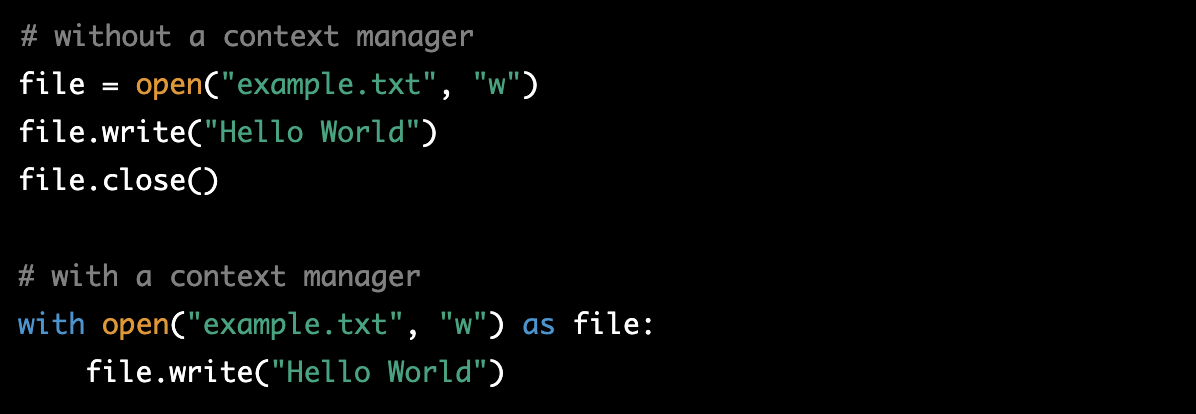 # without a context manager
file = open("example.txt", "w")
file.write("Hello World")
file.close()

# with a context manager
with open("example.txt", "w") as file:
    file.write("Hello World")